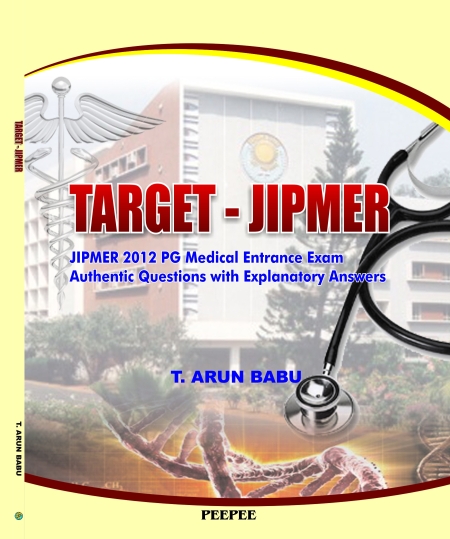 TARGET - JIPMER
TARGET - JIPMER
JIPMER 2012 PG Medical Entrance Exam
Authentic Questions with Explanatory Answers
T. ARUN BABU
T. ARUN BABU
PEEPEE